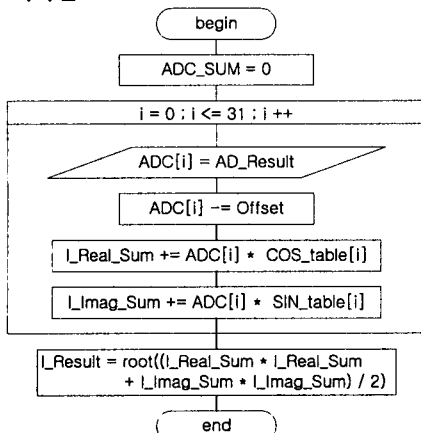 begin
ADC_SUM = 0
i = 0 ; i <= 31 ; i ++
ADC[i] = AD_Result
ADC[i] -= Offset
I_Real_Sum += ADC[i] * COS_table[i]
I_Imag_Sum += ADC[i] * SIN_table[i]
I_Result = root((I_Real_Sum * I_Real_Sum
+ I_Imag_Sum * I_Imag_Sum) / 2)
end